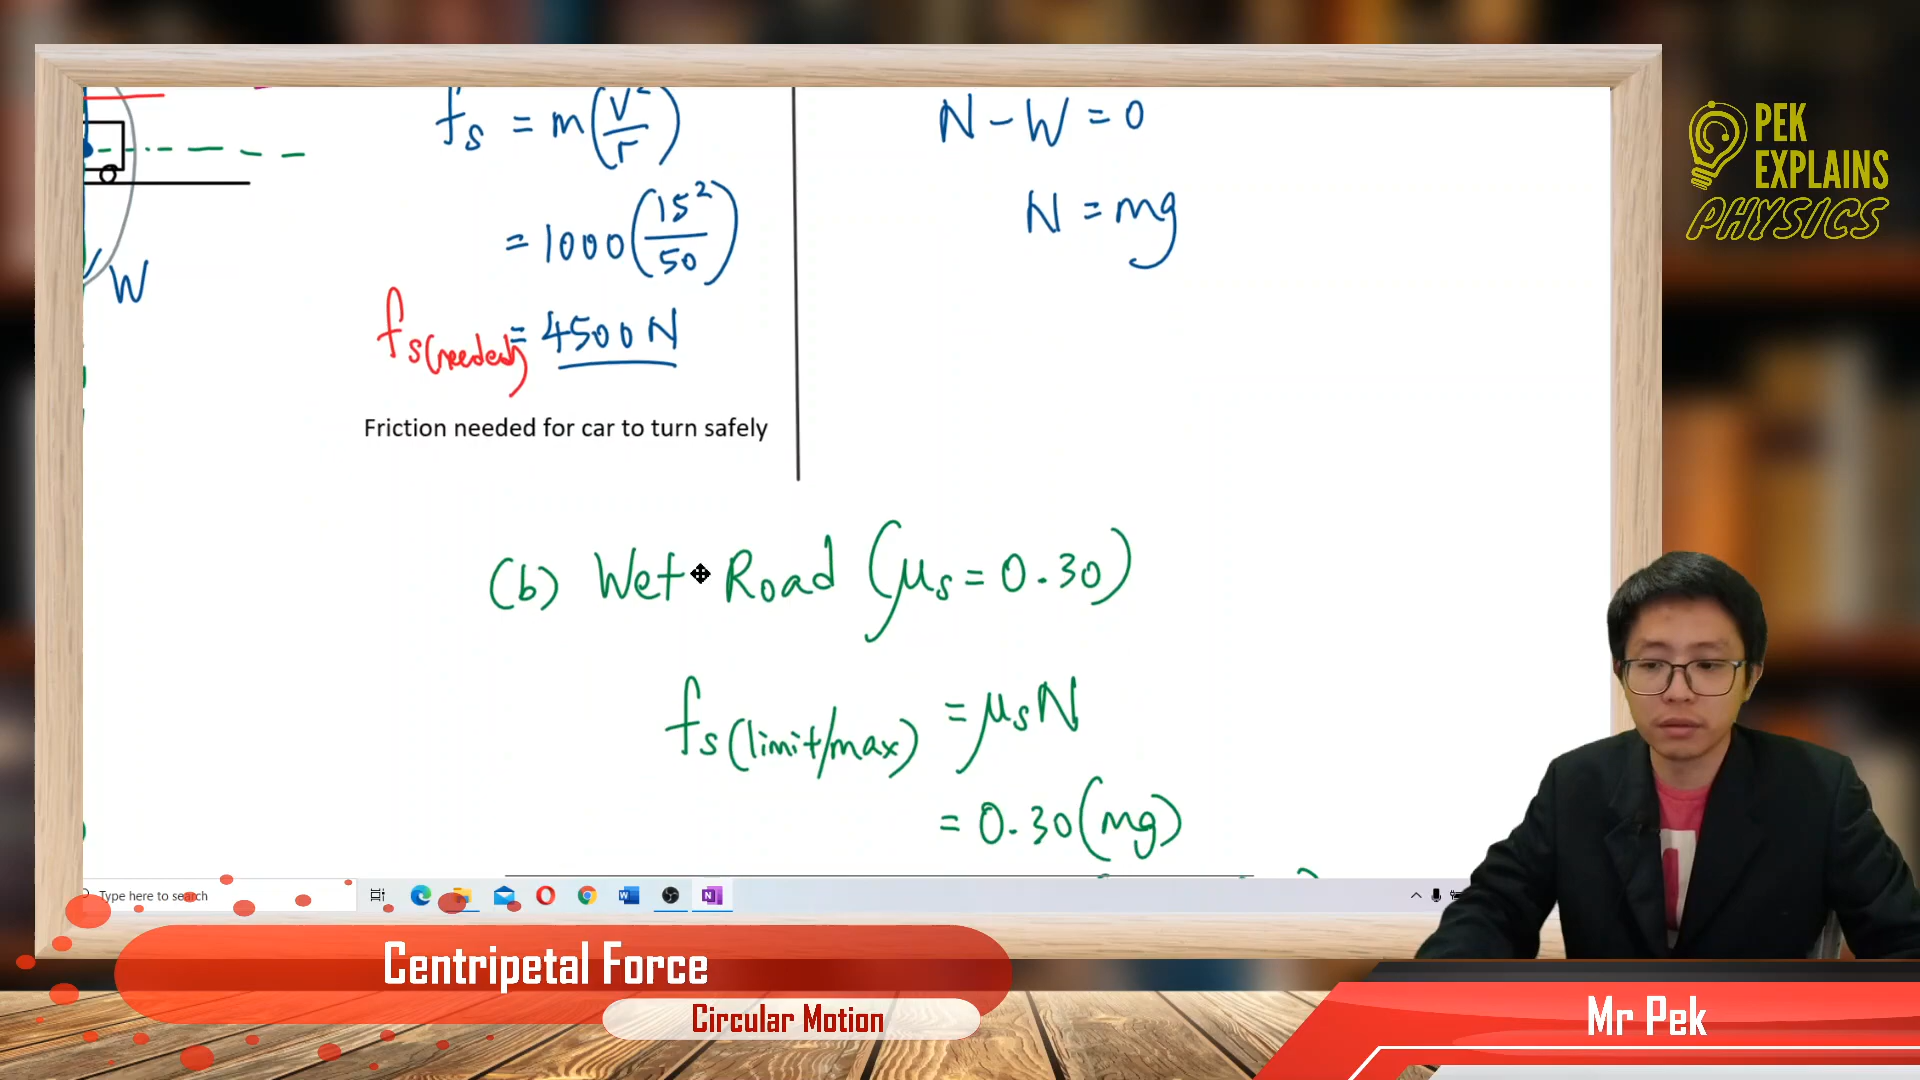 fs = m(v²/r)
= 1000(15²/50)
fs(needed) = 4500 N
Friction needed for car to turn safely
W
N - W = 0
N = mg
(b) Wet Road (μs = 0.30)
fs(limit/max) = μsN
= 0.30(mg)
PEK
EXPLAINS
PHYSICS
Type here to search
Centripetal Force
Circular Motion
Mr Pek